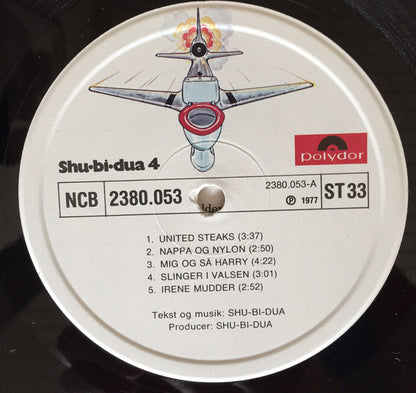 Shu•bi•dua 4
polydor
NCB 2380.053 2380.053-A ST 33
Ⓟ 1977
1. UNITED STEAKS (3:37)
2. NAPPA OG NYLON (2:50)
3. MIG OG SÅ HARRY (4:22)
4. SLINGER I VALSEN (3:01)
5. IRENE MUDDER (2:52)
Tekst og musik: SHU-BI-DUA
Producer: SHU-BI-DUA